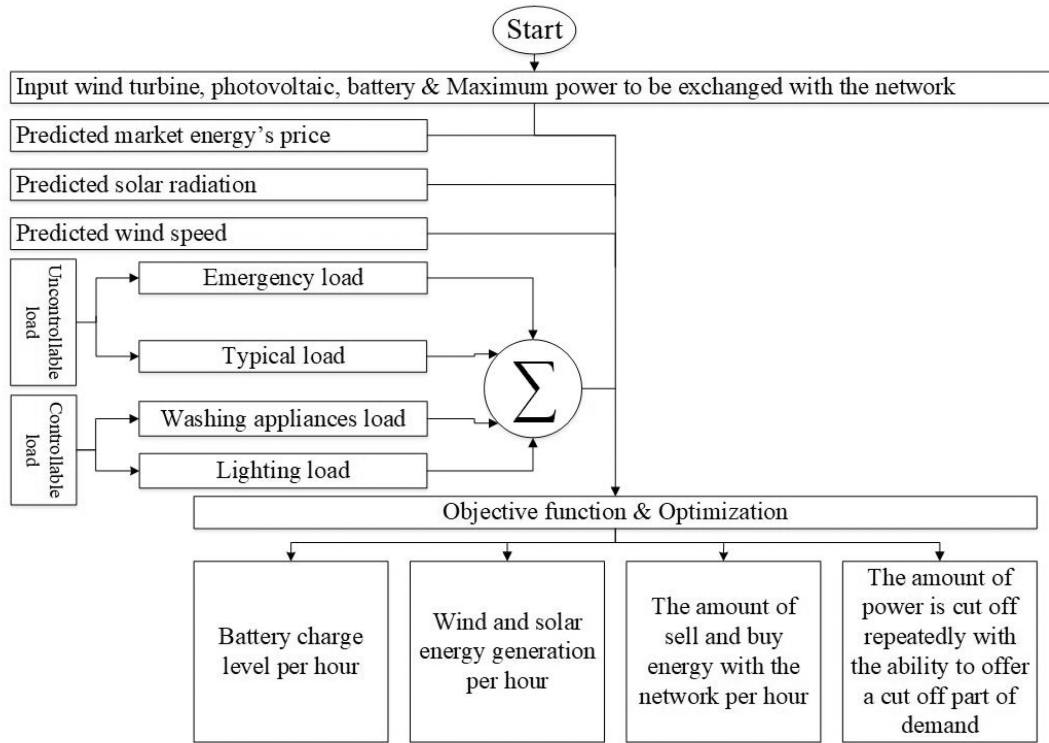 Start
Input wind turbine, photovoltaic, battery & Maximum power to be exchanged with the network
Predicted market energy’s price
Predicted solar radiation
Predicted wind speed
Uncontrollable
load
Emergency load
Typical load
Controllable
load
Washing appliances load
Lighting load
∑
Objective function & Optimization
Battery charge
level per hour
Wind and solar
energy generation
per hour
The amount of
sell and buy
energy with the
network per hour
The amount of
power is cut off
repeatedly with
the ability to offer
a cut off part of
demand